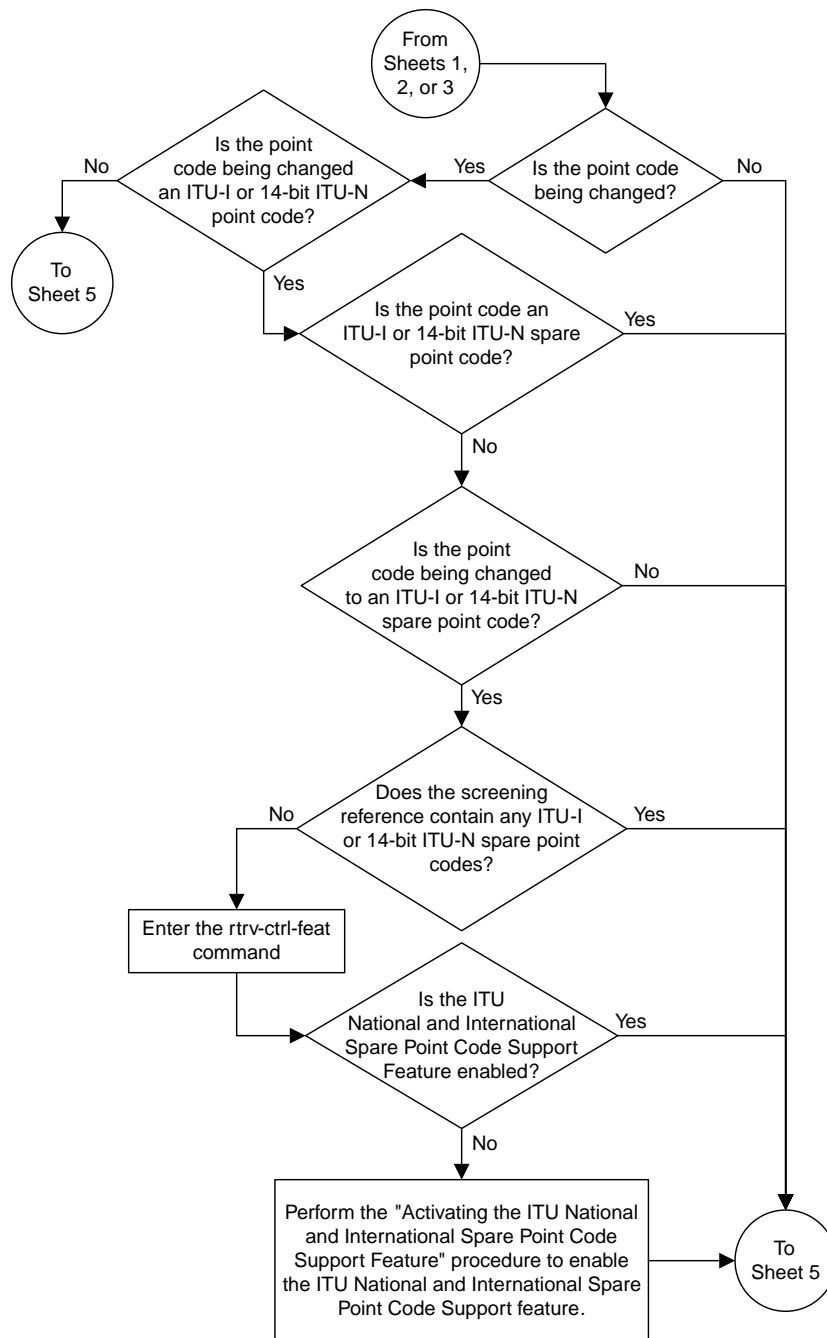 From
Sheets 1,
2, or 3
Is the point code
being changed?
Yes
No
Is the point
code being changed
an ITU-I or 14-bit ITU-N
point code?
No
To
Sheet 5
Yes
Is the point code an
ITU-I or 14-bit ITU-N spare
point code?
Yes
No
Is the point
code being changed
to an ITU-I or 14-bit ITU-N
spare point code?
No
Yes
Does the screening
reference contain any ITU-I
or 14-bit ITU-N spare point
codes?
No
Yes
Enter the rtrv-ctrl-feat
command
Is the ITU
National and International
Spare Point Code Support
Feature enabled?
Yes
No
Perform the "Activating the ITU National
and International Spare Point Code
Support Feature" procedure to enable
the ITU National and International Spare
Point Code Support feature.
To
Sheet 5